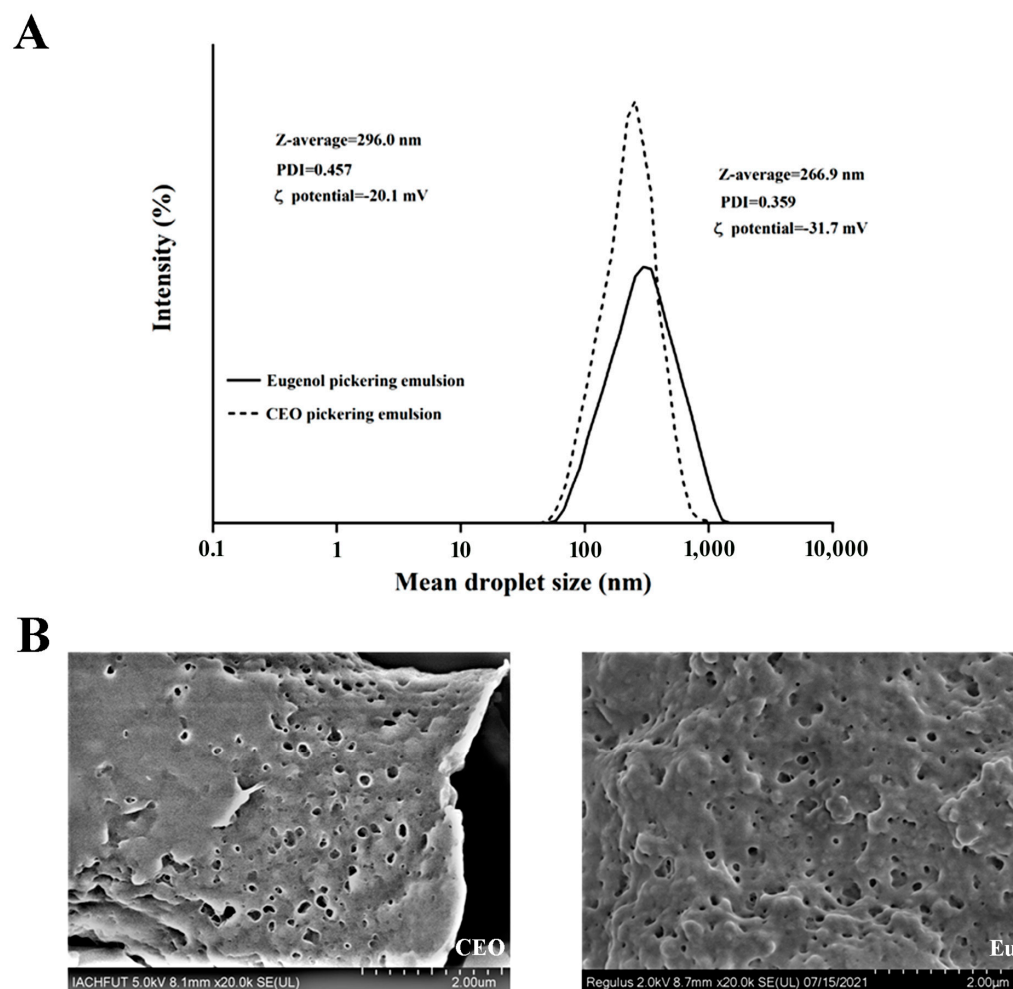 A
Z-average=296.0 nm
PDI=0.457
ζ potential=-20.1 mV
Z-average=266.9 nm
PDI=0.359
ζ potential=-31.7 mV
Intensity (%)
Eugenol pickering emulsion
CEO pickering emulsion
0.1 1 10 100 1,000 10,000
Mean droplet size (nm)
B
CEO
IACHFUT 5.0kV 8.1mm x20.0k SE(UL) 2.00um
Eu
Regulus 2.0kV 8.7mm x20.0k SE(UL) 07/15/2021 2.00um